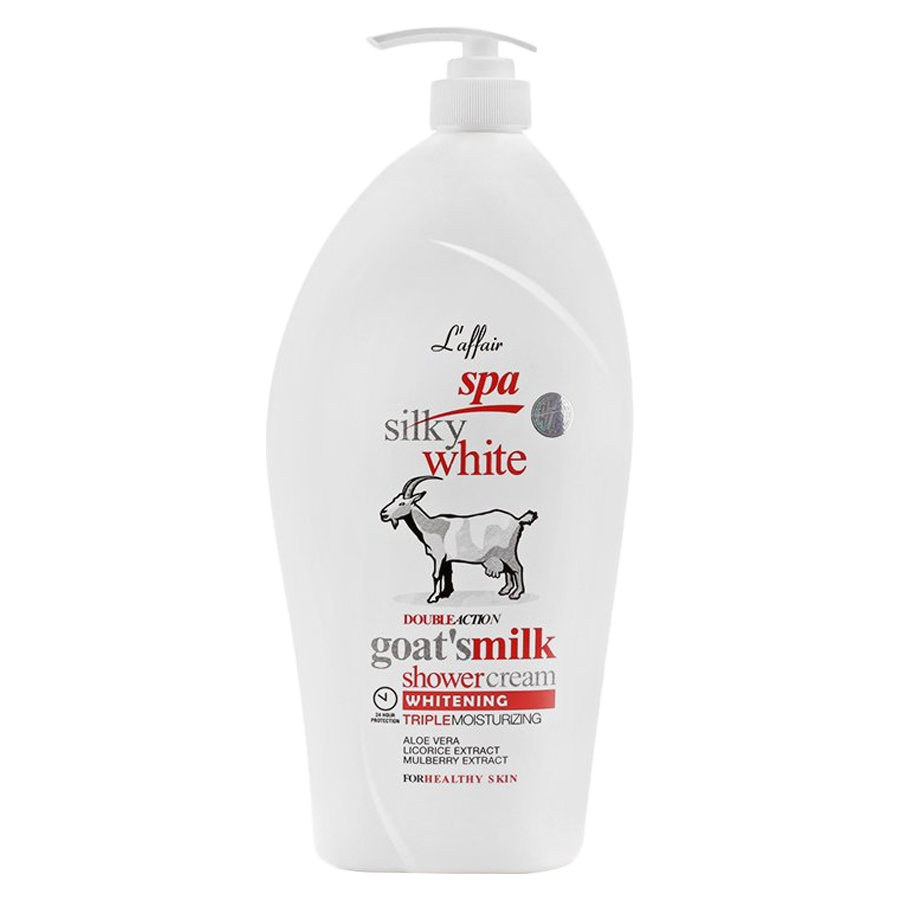 L'affair
spa
silky
white
DOUBLEACTION
goat'smilk
showercream
WHITENING
24 HOUR
PROTECTION
TRIPLEMOISTURIZING
ALOE VERA
LICORICE EXTRACT
MULBERRY EXTRACT
FORHEALTHY SKIN